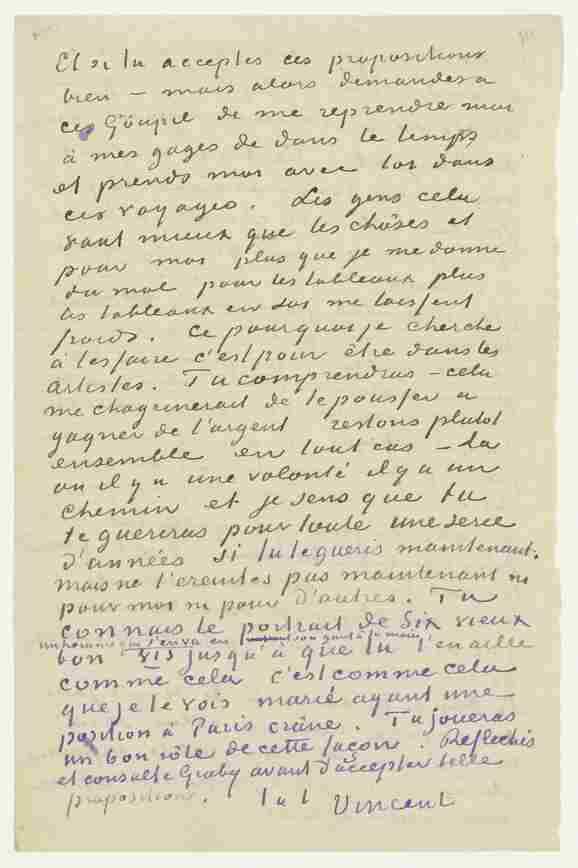 Et si tu acceptes ces propositions
bien – mais alors demandes a
ces Goupil de me reprendre moi
à mes gages de dans le temps
et prends moi avec toi dans
ces voyages. Les gens cela
vaut mieux que les chôses et
pour moi plus que je me donne
du mal pour les tableaux plus
les tableaux en soi me laissent
froids. Ce pourquoi je cherche
à les faire c'est pour être dans les
artistes. Tu comprendras – cela
me chagrinerait de te pousser a
gagner de l'argent restons plutot
ensemble en tout cas – La
ou il y a une volonté il y a un
chemin et je sens que tu
te guériras pour toute une serie
d'années si tu te gueris maintenant.
mais ne t'ereintes pas maintenant ni
pour moi ni pour d'autres. Tu
connais le portrait de Six vieux
un homme qui s'en va en son gant à la main
bon Vis jusqu'à que tu t'en aille
comme cela c'est comme cela
que je te vois marié ayant une
position à Paris crâne. Tu joueras
un bon rôle de cette façon. Reflechis
et consulte Gruby avant d'accepter telle
proposition. t. à t. Vincent